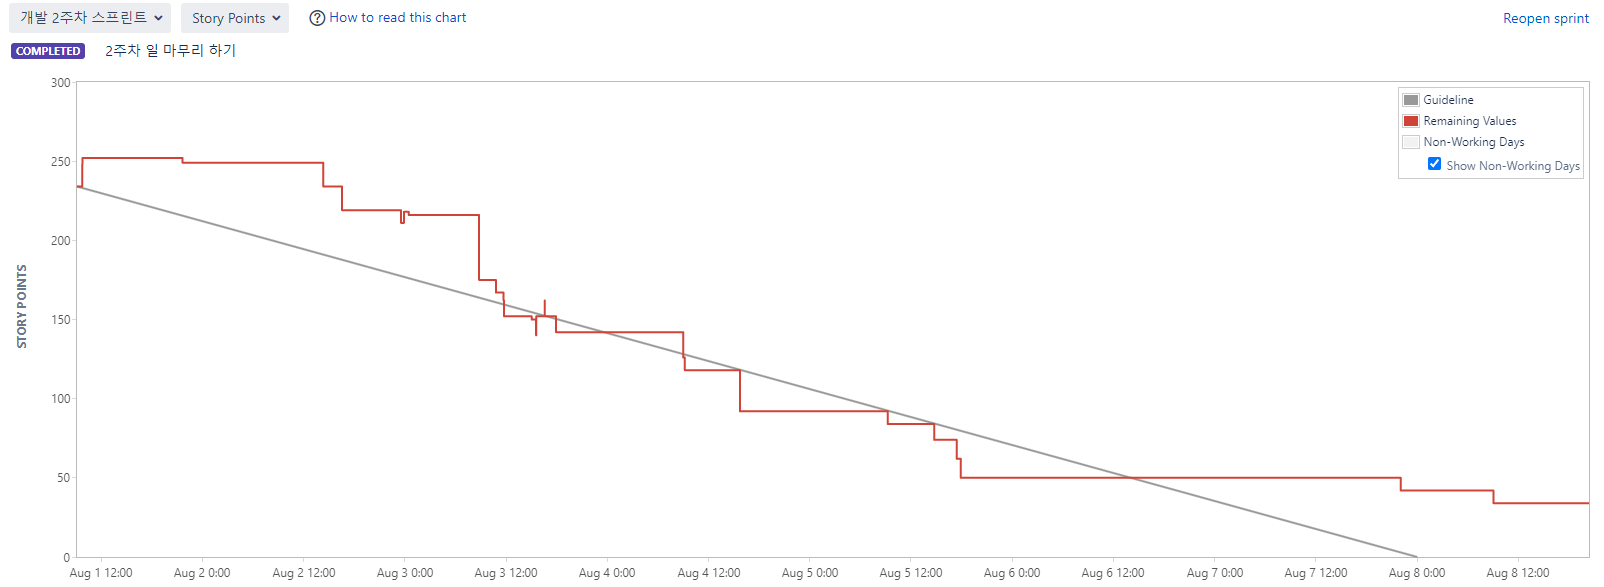 개발 2주차 스프린트 Story Points How to read this chart Reopen sprint
COMPLETED 2주차 일 마무리 하기
300
250
200
150
100
50
0
STORY POINTS
Guideline
Remaining Values
Non-Working Days
Show Non-Working Days
Aug 1 12:00 Aug 2 0:00 Aug 2 12:00 Aug 3 0:00 Aug 3 12:00 Aug 4 0:00 Aug 4 12:00 Aug 5 0:00 Aug 5 12:00 Aug 6 0:00 Aug 6 12:00 Aug 7 0:00 Aug 7 12:00 Aug 8 0:00 Aug 8 12:00